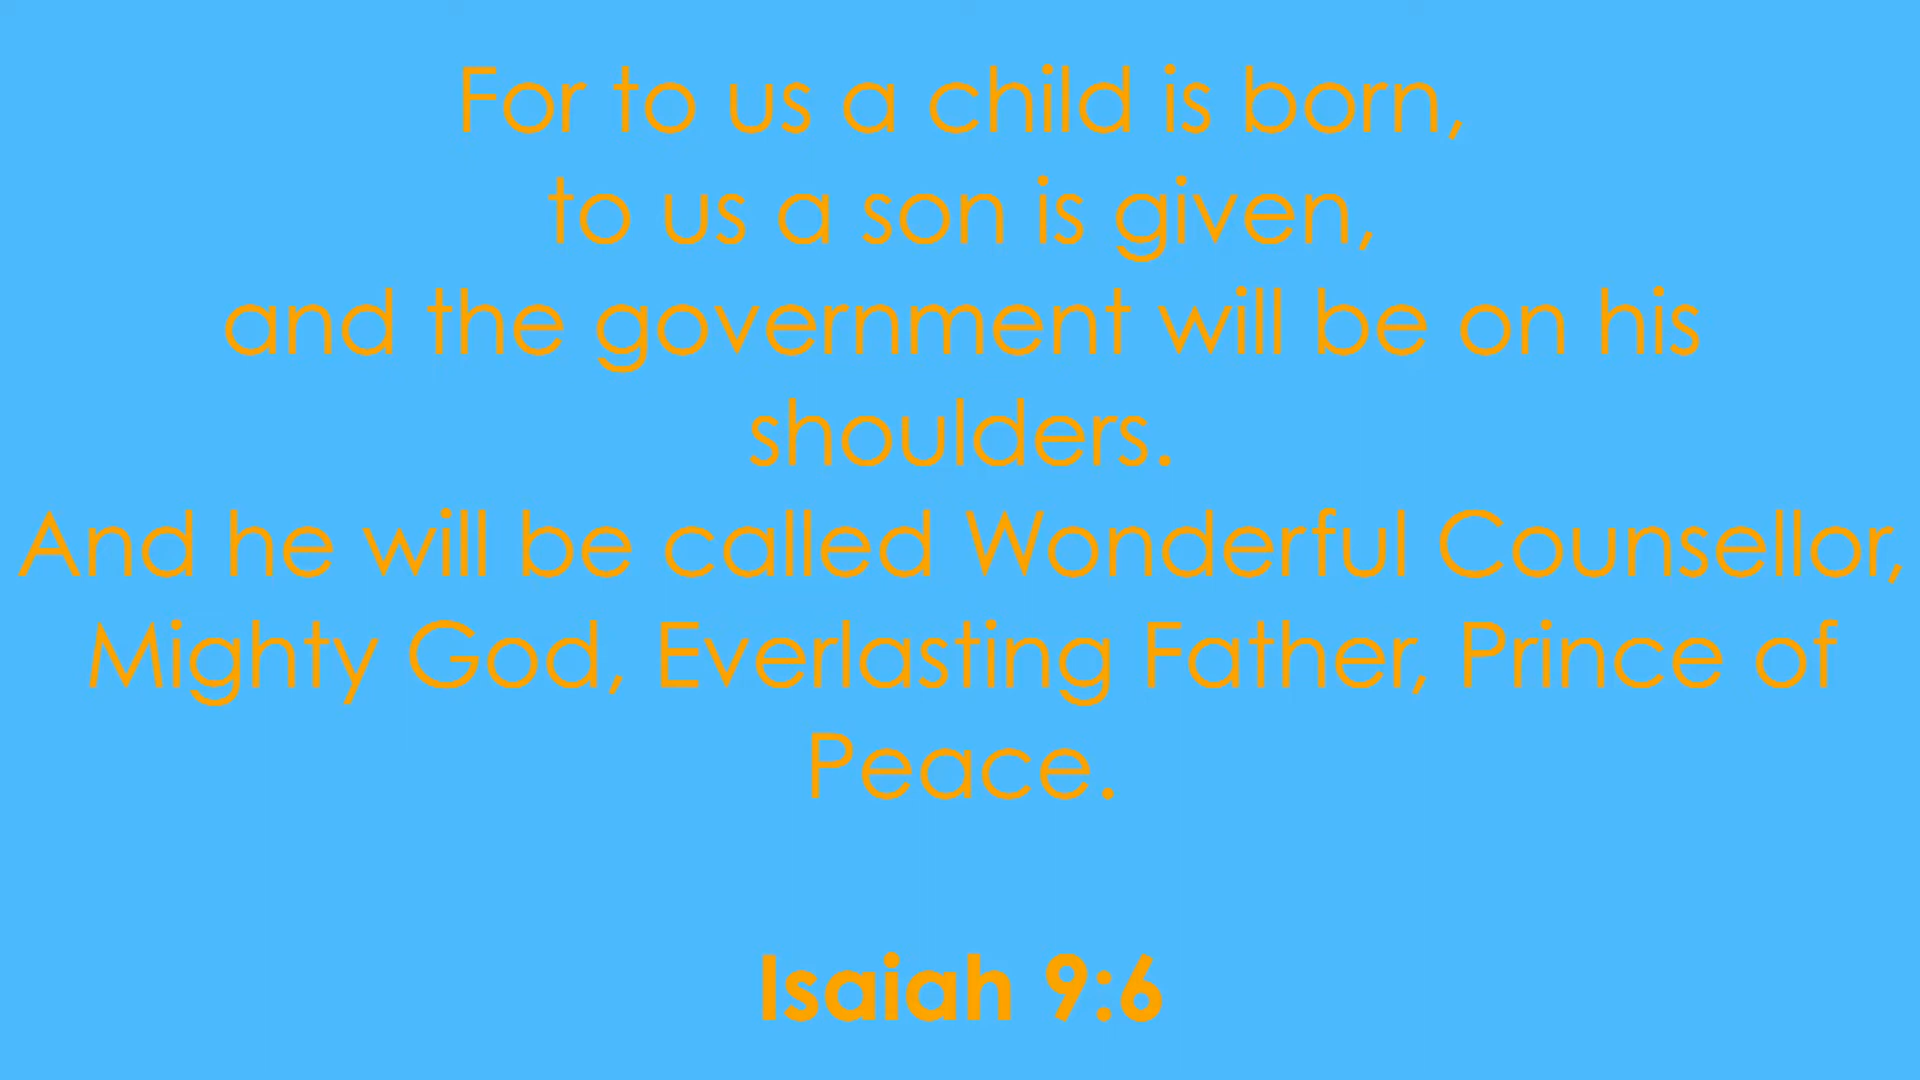 For to us a child is born,
to us a son is given,
and the government will be on his
shoulders.
And he will be called Wonderful Counsellor,
Mighty God, Everlasting Father, Prince of
Peace.
Isaiah 9:6